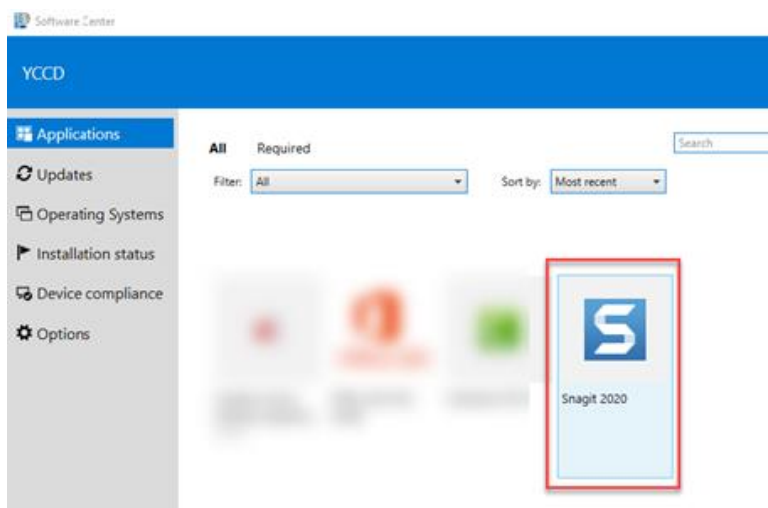 Software Center
YCCD
Applications
Updates
Operating Systems
Installation status
Device compliance
Options
All Required
Search
Filter: All Sort by: Most recent
S
Snagit 2020